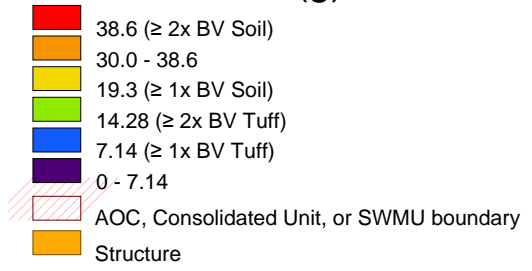 38.6 (≥ 2x BV Soil)
30.0 - 38.6
19.3 (≥ 1x BV Soil)
14.28 (≥ 2x BV Tuff)
7.14 (≥ 1x BV Tuff)
0 - 7.14
AOC, Consolidated Unit, or SWMU boundary
Structure